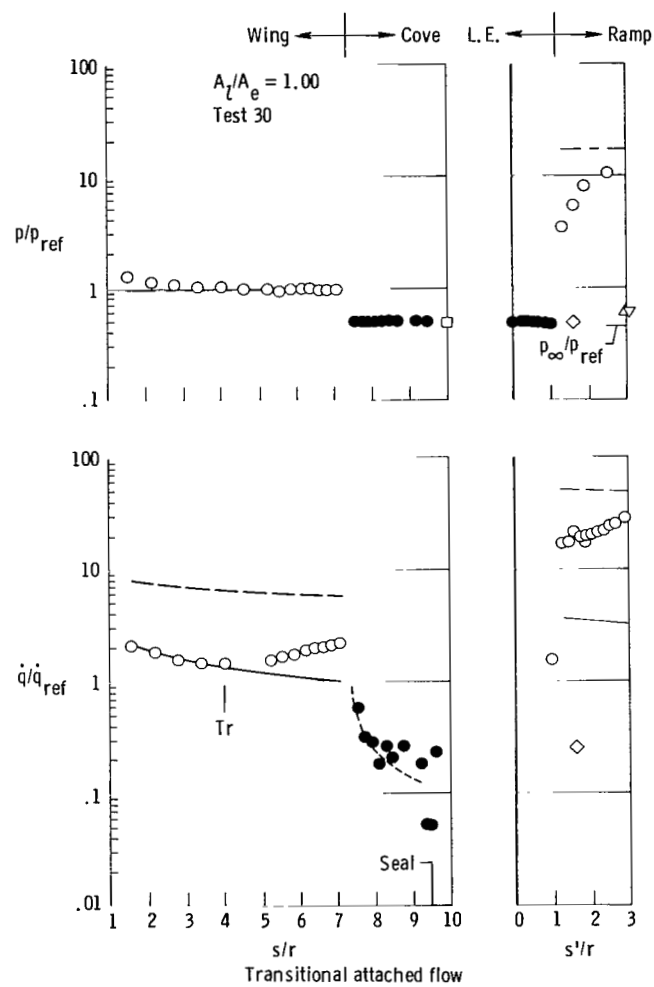 Wing Cove L.E. Ramp
100
A_l/A_e = 1.00
Test 30
10
p/p_ref
1
p_∞/p_ref
.1
100
10
q̇/q̇_ref
1
Tr
.1
Seal
.01
1 2 3 4 5 6 7 8 9 10 0 1 2 3
s/r s'/r
Transitional attached flow